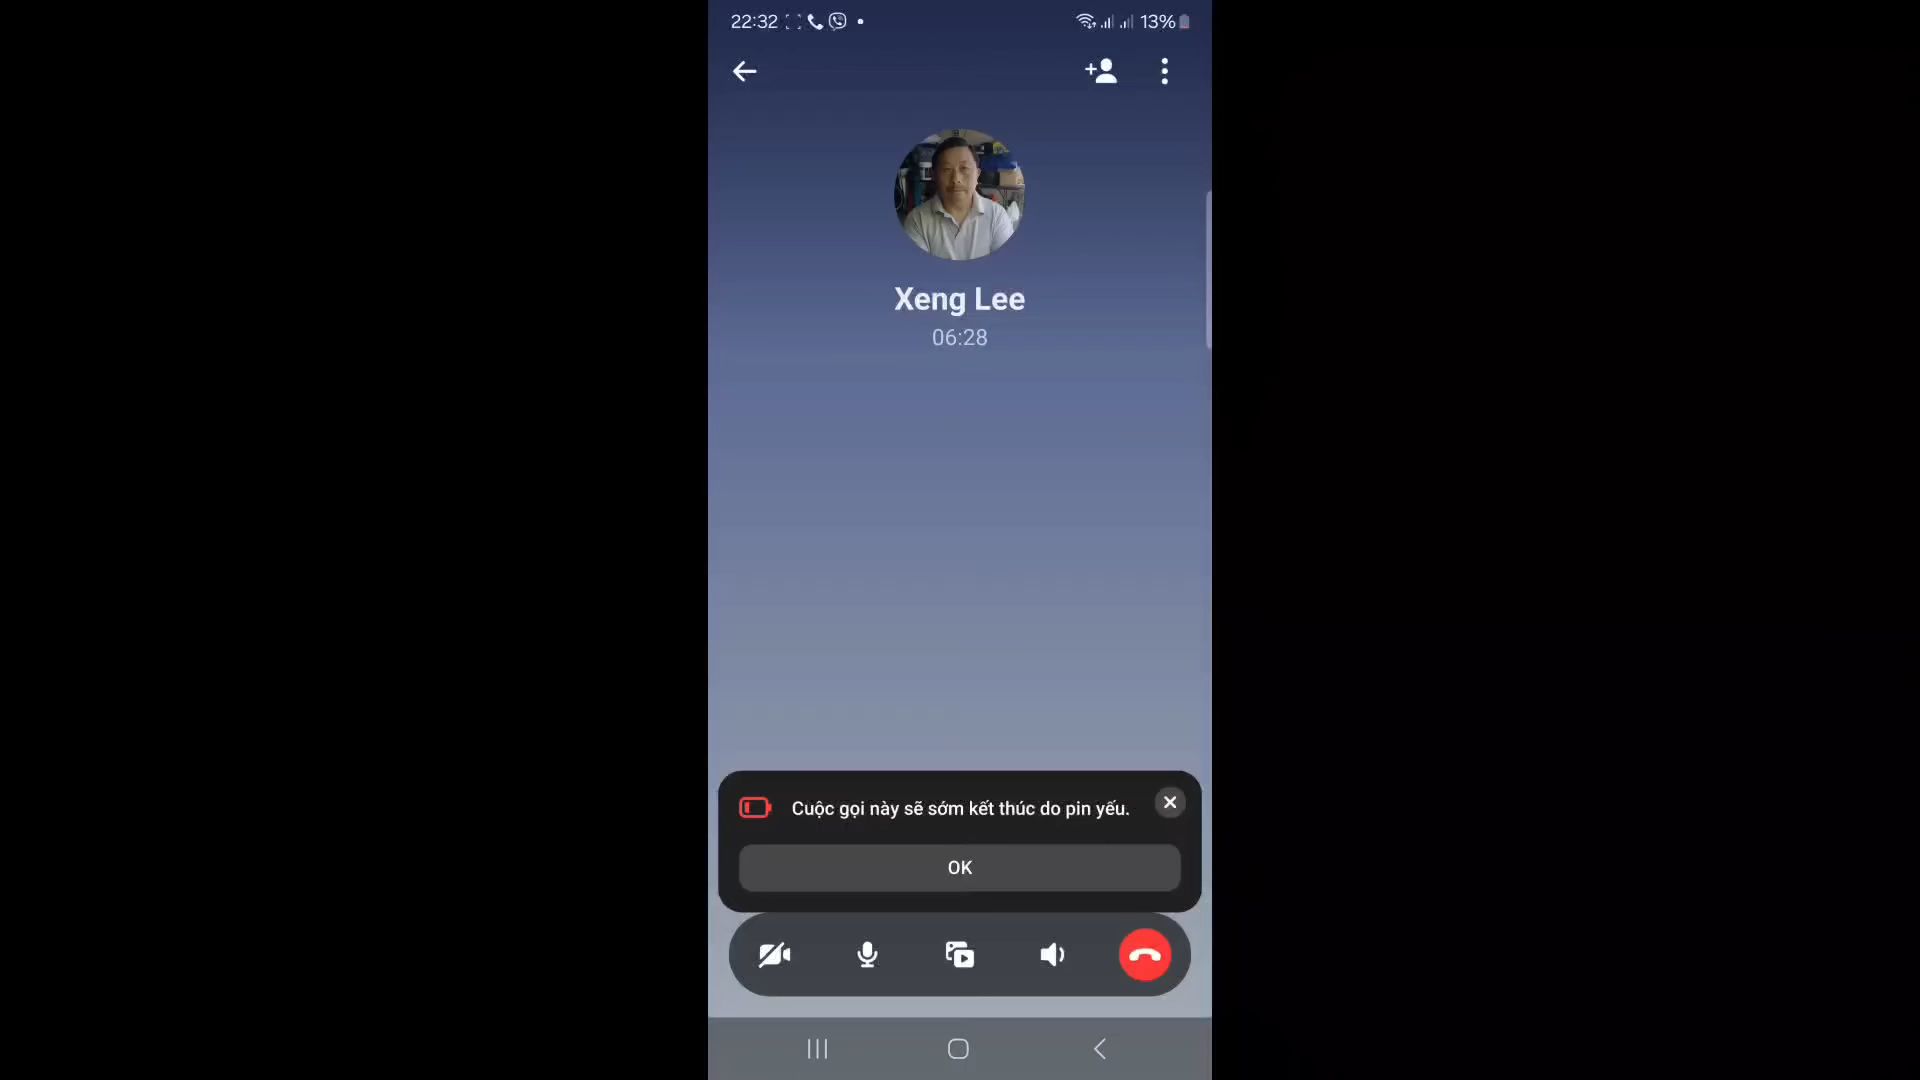 22:32
13%
Xeng Lee
06:28
Cuộc gọi này sẽ sớm kết thúc do pin yếu.
OK